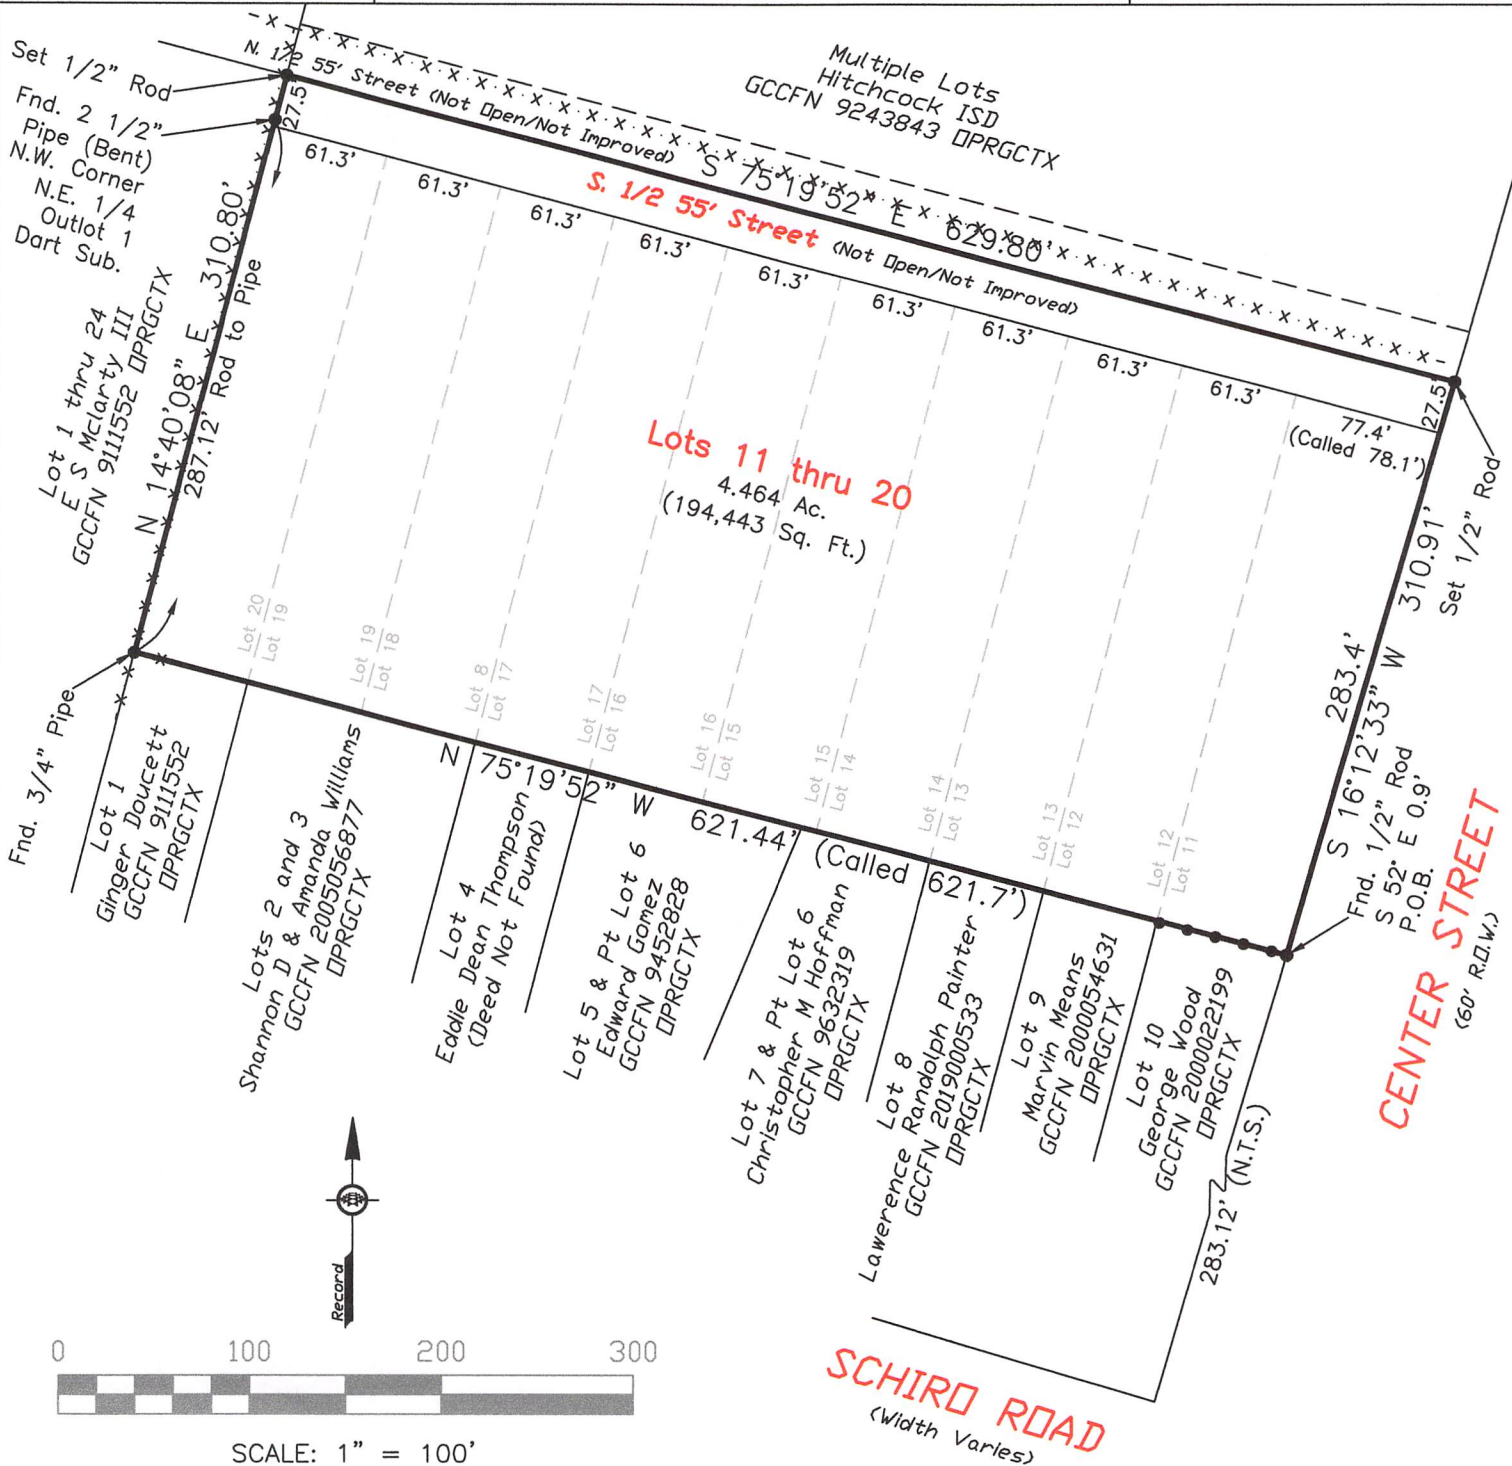 Set 1/2" Rod
Fnd. 2 1/2"
Pipe (Bent)
N.W. Corner
N.E. 1/4
Outlot 1
Dart Sub.
N. 1/2 55' Street (Not Open/Not Improved)
Multiple Lots
Hitchcock ISD
GCCFN 9243843 OPRGCTX
S 75°19'52" E 629.80'
S. 1/2 55' Street (Not Open/Not Improved)
27.5'
61.3'
61.3'
61.3'
61.3'
61.3'
61.3'
61.3'
61.3'
61.3'
77.4'
(Called 78.1')
27.5'
Set 1/2" Rod
N 14°40'08" E 310.80'
287.12' Rod to Pipe
Lot 1 thru 24
E S Mclarty III
GCCFN 9111552 OPRGCTX
Lots 11 thru 20
4.464 Ac.
(194,443 Sq. Ft.)
S 16°12'33" W 310.91'
283.4'
Lot 20
Lot 19
Lot 19
Lot 18
Lot 8
Lot 17
Lot 17
Lot 16
Lot 16
Lot 15
Lot 15
Lot 14
Lot 14
Lot 13
Lot 13
Lot 12
Lot 12
Lot 11
Fnd. 3/4" Pipe
N 75°19'52" W 621.44' (Called 621.7')
Fnd. 1/2" Rod
S 52° E 0.9'
P.O.B.
CENTER STREET
(60' R.O.W.)
Lot 1
Ginger Doucett
GCCFN 9111552
OPRGCTX
Lots 2 and 3
Shannon D & Amanda Williams
GCCFN 2005056877
OPRGCTX
Lot 4
Eddie Dean Thompson
(Deed Not Found)
Lot 5 & Pt Lot 6
Edward Gomez
GCCFN 9452828
OPRGCTX
Lot 7 & Pt Lot 6
Christopher M Hoffman
GCCFN 9632319
OPRGCTX
Lot 8
Lawerence Randolph Painter
GCCFN 2019005333
OPRGCTX
Lot 9
Marvin Means
GCCFN 2000054631
OPRGCTX
Lot 10
George Wood
GCCFN 2000022199
OPRGCTX
283.12' (N.T.S.)
Record
SCHIRO ROAD
(Width Varies)
0 100 200 300
SCALE: 1" = 100'